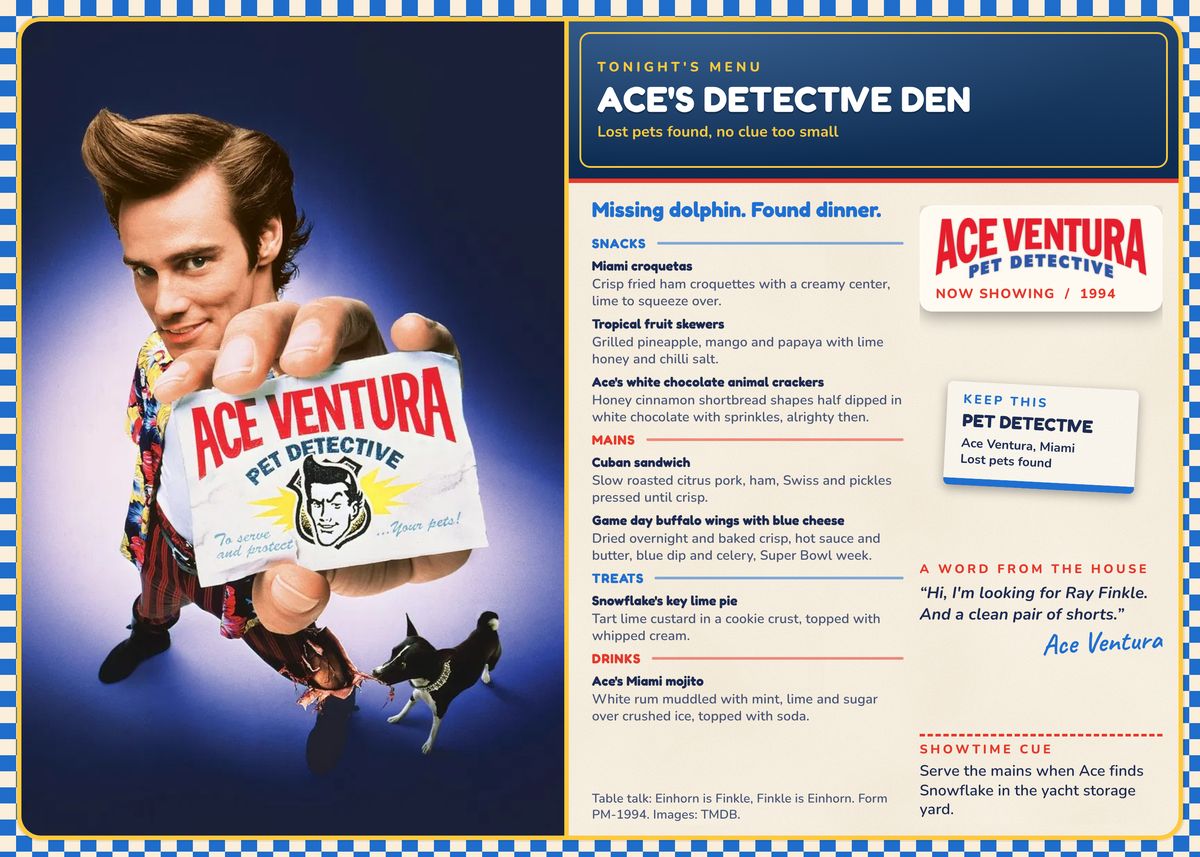 ACE VENTURA
PET DETECTIVE
To serve
and protect
...Your pets!
TONIGHT'S MENU
ACE'S DETECTIVE DEN
Lost pets found, no clue too small
Missing dolphin. Found dinner.
SNACKS
Miami croquetas
Crisp fried ham croquettes with a creamy center,
lime to squeeze over.
Tropical fruit skewers
Grilled pineapple, mango and papaya with lime
honey and chilli salt.
Ace's white chocolate animal crackers
Honey cinnamon shortbread shapes half dipped in
white chocolate with sprinkles, alrighty then.
MAINS
Cuban sandwich
Slow roasted citrus pork, ham, Swiss and pickles
pressed until crisp.
Game day buffalo wings with blue cheese
Dried overnight and baked crisp, hot sauce and
butter, blue dip and celery, Super Bowl week.
TREATS
Snowflake's key lime pie
Tart lime custard in a cookie crust, topped with
whipped cream.
DRINKS
Ace's Miami mojito
White rum muddled with mint, lime and sugar
over crushed ice, topped with soda.
Table talk: Einhorn is Finkle, Finkle is Einhorn. Form
PM-1994. Images: TMDB.
ACE VENTURA
PET DETECTIVE
NOW SHOWING / 1994
KEEP THIS
PET DETECTIVE
Ace Ventura, Miami
Lost pets found
A WORD FROM THE HOUSE
“Hi, I'm looking for Ray Finkle.
And a clean pair of shorts.”
Ace Ventura
SHOWTIME CUE
Serve the mains when Ace finds
Snowflake in the yacht storage
yard.